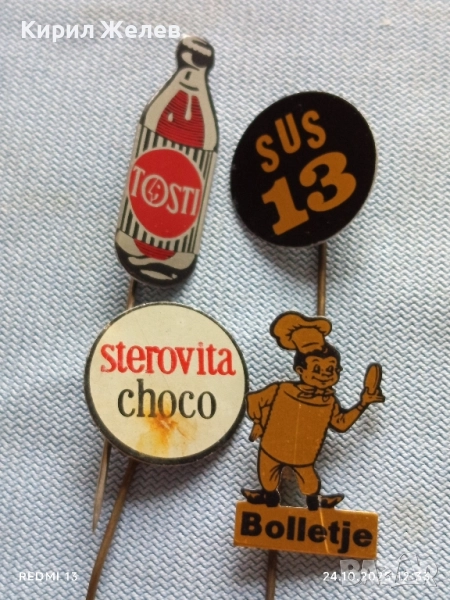 Кирил Желев.
TOSTI
SUS
13
sterovita
choco
Bolletje
REDMI 13